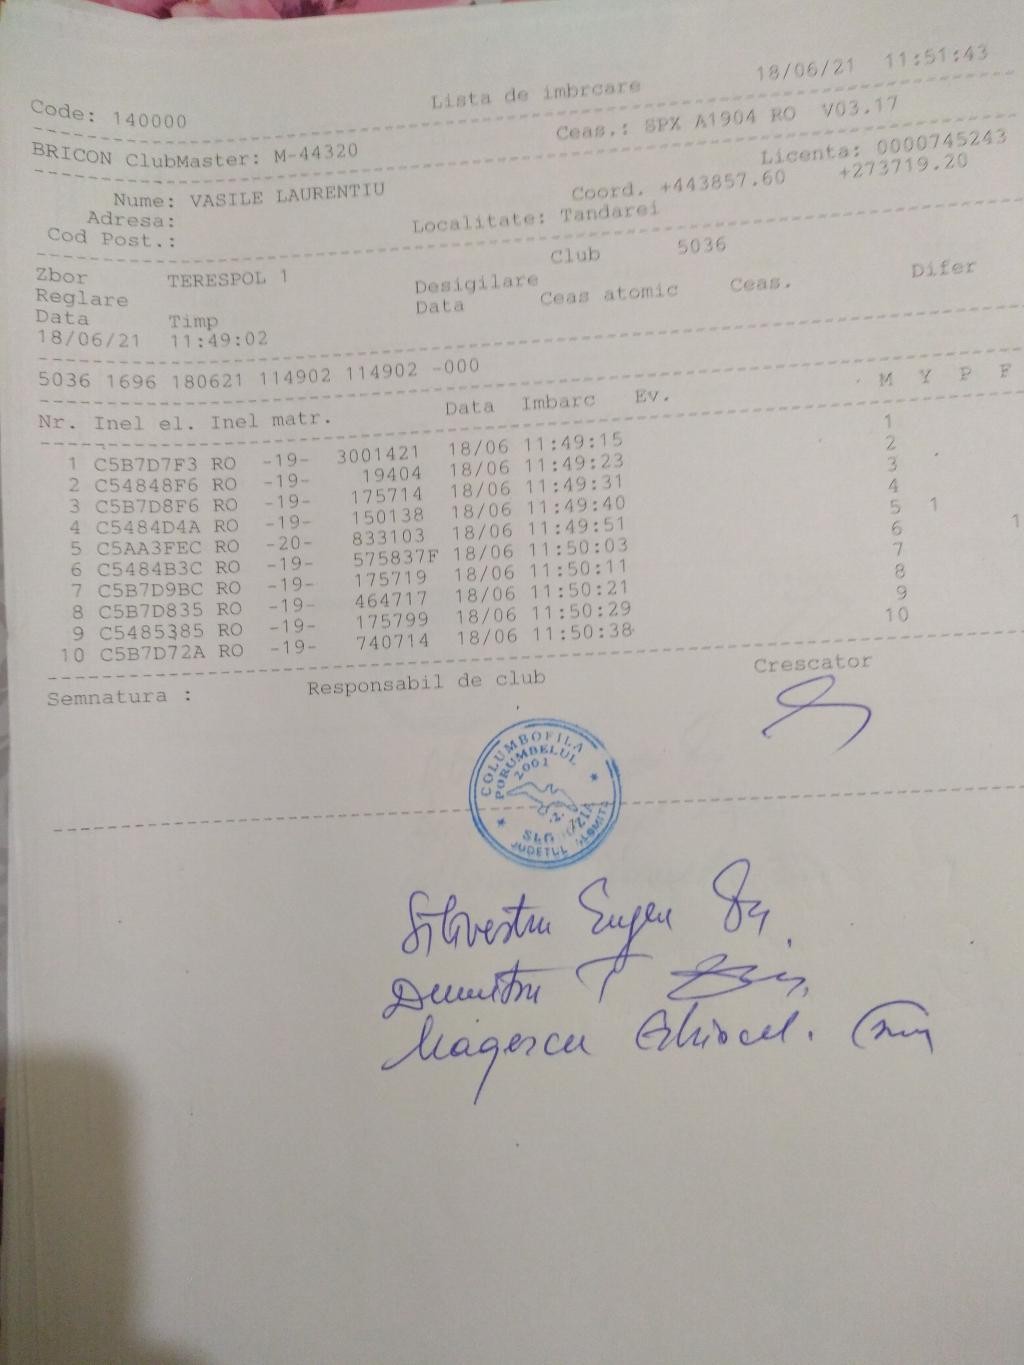 18/06/21 11:51:43
Lista de imbrcare
Code: 140000
Ceas.: SPX A1904 RO V03.17
BRICON ClubMaster: M-44320
Licenta: 0000745243
Nume: VASILE LAURENTIU
Coord. +443857.60 +273719.20
Adresa:
Localitate: Tandarei
Cod Post.:
Club 5036
Zbor TERESPOL 1
Reglare Desigilare
Data Timp Data Ceas atomic Ceas. Difer
18/06/21 11:49:02
5036 1696 180621 114902 114902 -000
Nr. Inel el. Inel matr. Data Imbarc Ev. M Y P F
1 C5B7D7F3 RO -19- 3001421 18/06 11:49:15 1
2 C54848F6 RO -19- 19404 18/06 11:49:23 2
3 C5B7D8F6 RO -19- 175714 18/06 11:49:31 3
4 C5484D4A RO -19- 150138 18/06 11:49:40 4
5 C5AA3FEC RO -20- 833103 18/06 11:49:51 5 1
6 C5484B3C RO -19- 575837F 18/06 11:50:03 6 1
7 C5B7D9BC RO -19- 175719 18/06 11:50:11 7
8 C5B7D835 RO -19- 464717 18/06 11:50:21 8
9 C5485385 RO -19- 175799 18/06 11:50:29 9
10 C5B7D72A RO -19- 740714 18/06 11:50:38 10
Semnatura : Responsabil de club Crescator
COLUMBOFILA
PORUMBELUL
2001
JUDETUL IALOMITA
Silivestru Eugen
Dumitru T